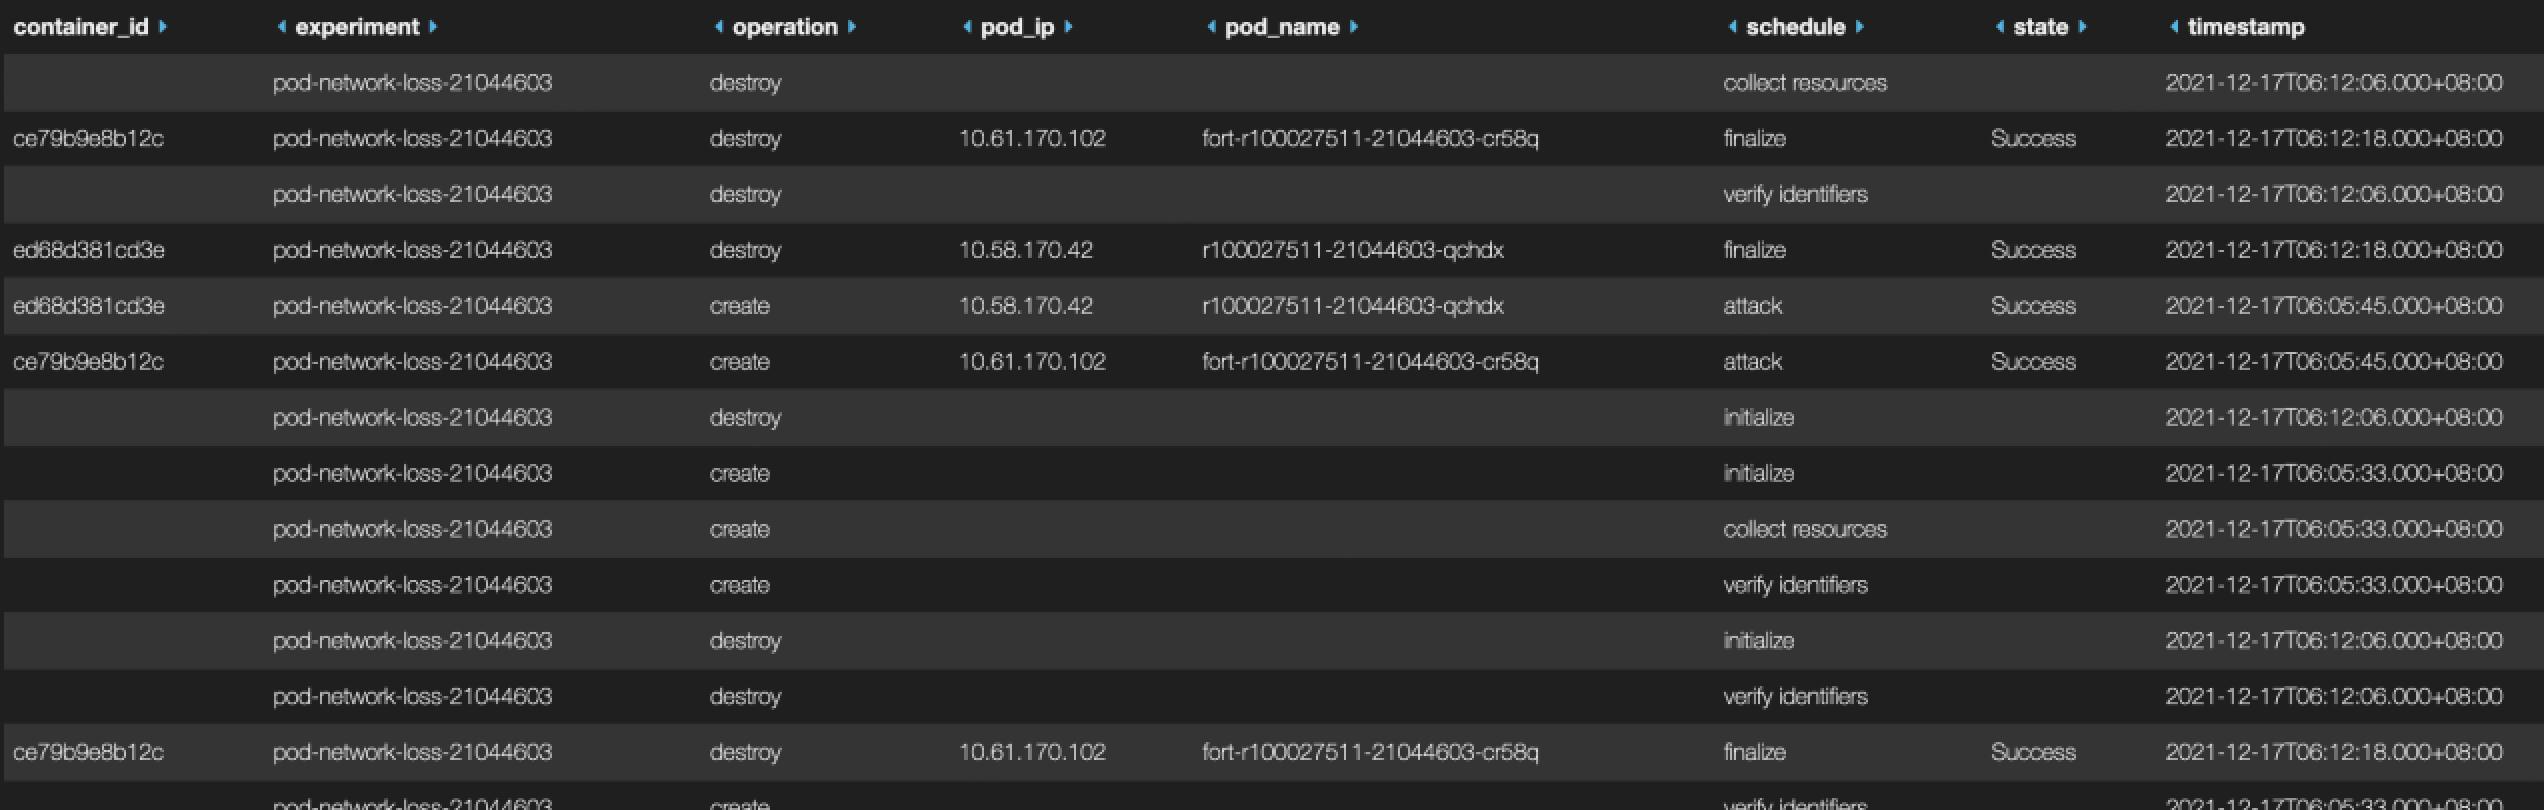 container_id experiment operation pod_ip pod_name schedule state timestamp
pod-network-loss-21044603 destroy collect resources 2021-12-17T06:12:06.000+08:00
ce79b9e8b12c pod-network-loss-21044603 destroy 10.61.170.102 fort-r100027511-21044603-cr58q finalize Success 2021-12-17T06:12:18.000+08:00
pod-network-loss-21044603 destroy verify identifiers 2021-12-17T06:12:06.000+08:00
ed68d381cd3e pod-network-loss-21044603 destroy 10.58.170.42 r100027511-21044603-qchdx finalize Success 2021-12-17T06:12:18.000+08:00
ed68d381cd3e pod-network-loss-21044603 create 10.58.170.42 r100027511-21044603-qchdx attack Success 2021-12-17T06:05:45.000+08:00
ce79b9e8b12c pod-network-loss-21044603 create 10.61.170.102 fort-r100027511-21044603-cr58q attack Success 2021-12-17T06:05:45.000+08:00
pod-network-loss-21044603 destroy initialize 2021-12-17T06:12:06.000+08:00
pod-network-loss-21044603 create initialize 2021-12-17T06:05:33.000+08:00
pod-network-loss-21044603 create collect resources 2021-12-17T06:05:33.000+08:00
pod-network-loss-21044603 create verify identifiers 2021-12-17T06:05:33.000+08:00
pod-network-loss-21044603 destroy initialize 2021-12-17T06:12:06.000+08:00
pod-network-loss-21044603 destroy verify identifiers 2021-12-17T06:12:06.000+08:00
ce79b9e8b12c pod-network-loss-21044603 destroy 10.61.170.102 fort-r100027511-21044603-cr58q finalize Success 2021-12-17T06:12:18.000+08:00
pod-network-loss-21044603 create verify identifiers 2021-12-17T06:05:33.000+08:00